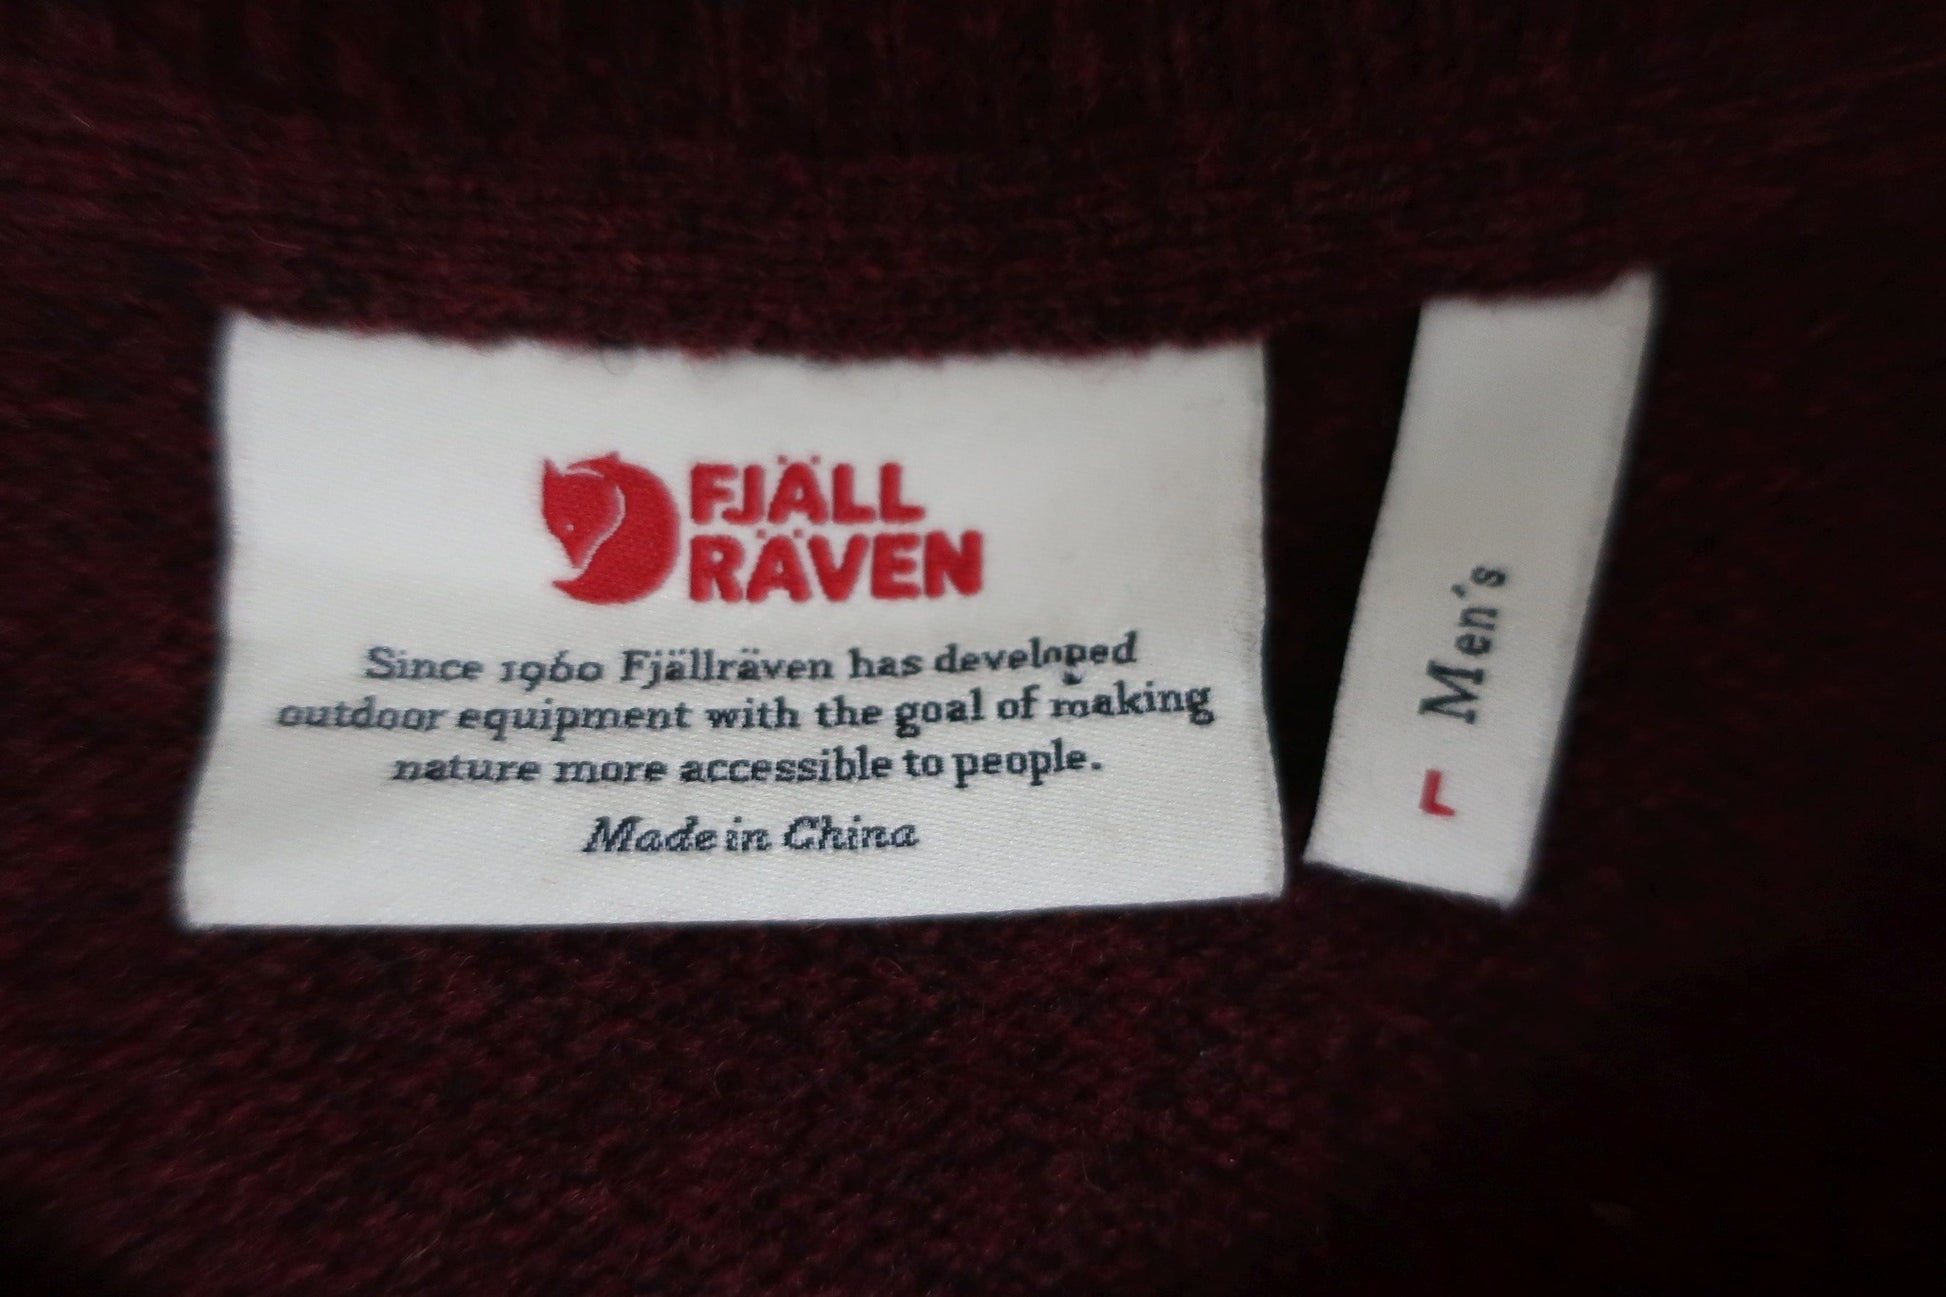 FJÄLL
RÄVEN
Since 1960 Fjällräven has developed
outdoor equipment with the goal of making
nature more accessible to people.
Made in China
L Men´s